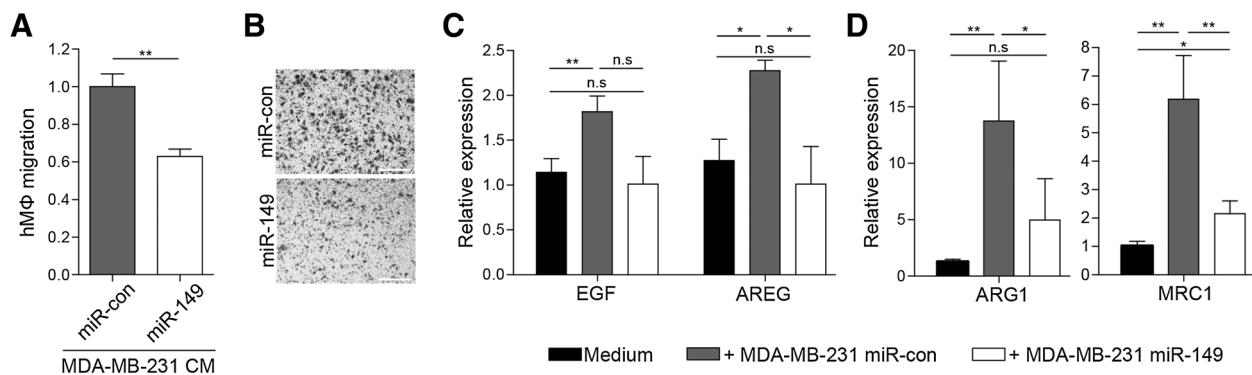 A
hMΦ migration
1.2
1.0
0.8
0.6
0.4
0.2
0.0
**
miR-con
miR-149
MDA-MB-231 CM
B
miR-con
miR-149
C
Relative expression
2.5
2.0
1.5
1.0
0.5
0.0
** n.s
n.s
* *
n.s
EGF
AREG
D
Relative expression
20
15
10
5
0
** *
n.s
ARG1
8
7
6
5
4
3
2
1
0
** **
*
MRC1
Medium
+ MDA-MB-231 miR-con
+ MDA-MB-231 miR-149